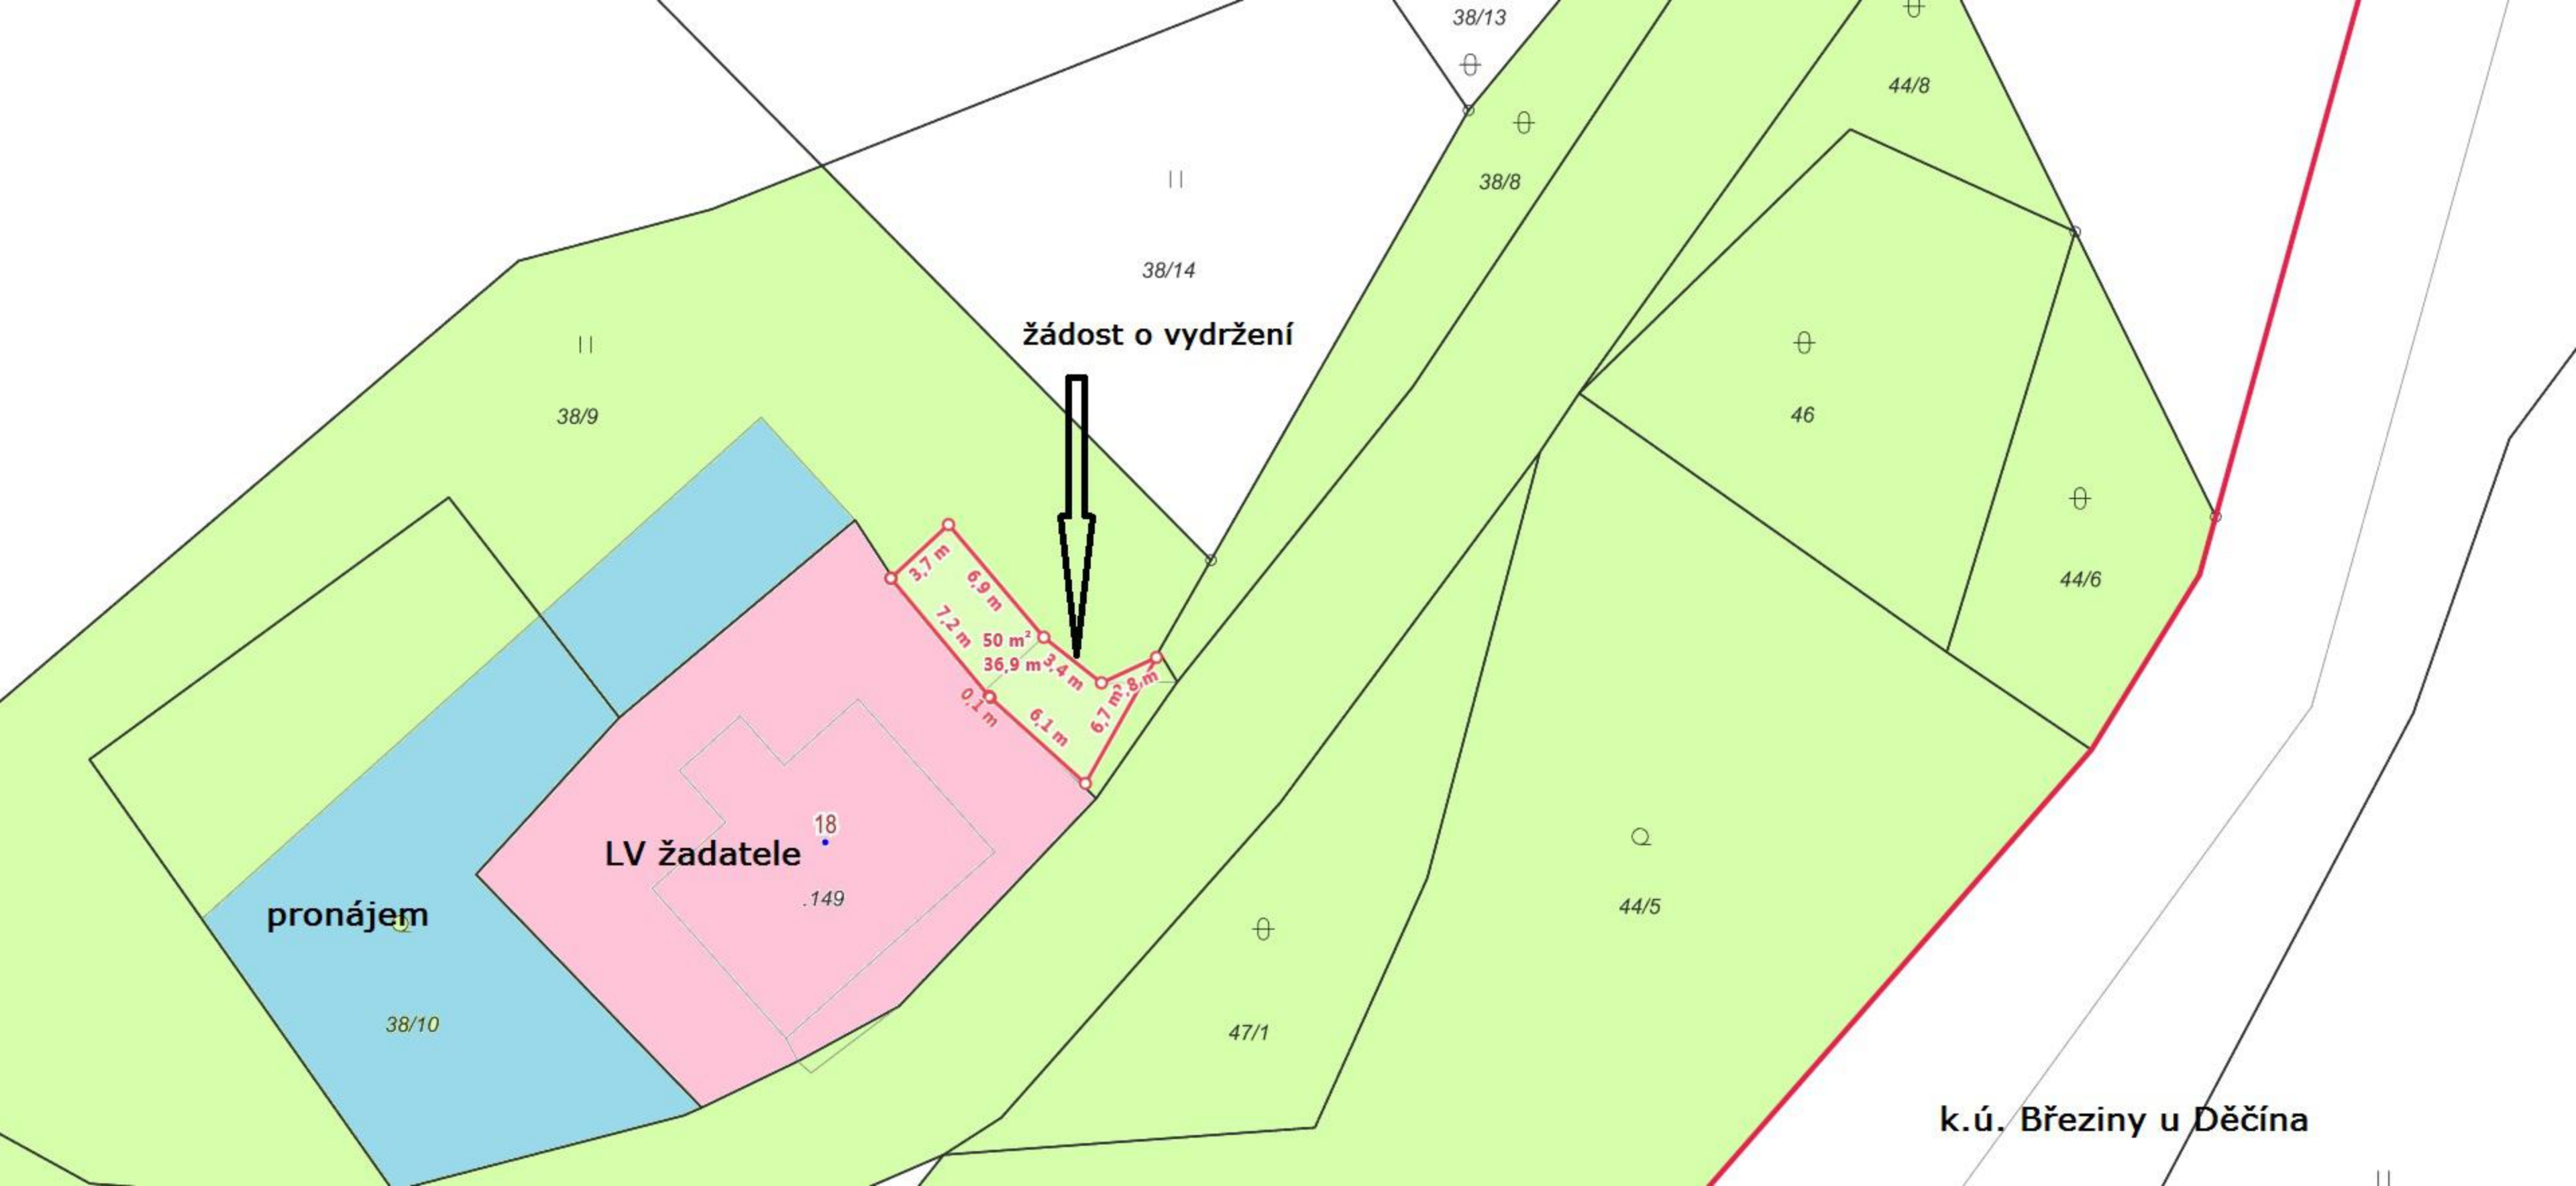 38/13
44/8
38/8
38/14
žádost o vydržení
38/9
46
3,7 m
6,9 m
44/6
7,2 m
50 m²
36,9 m
3,4 m
,8 m
6,7 m²
0,1 m
6,1 m
18
LV žadatele
.149
44/5
pronájem
38/10
47/1
k.ú. Březiny u Děčína